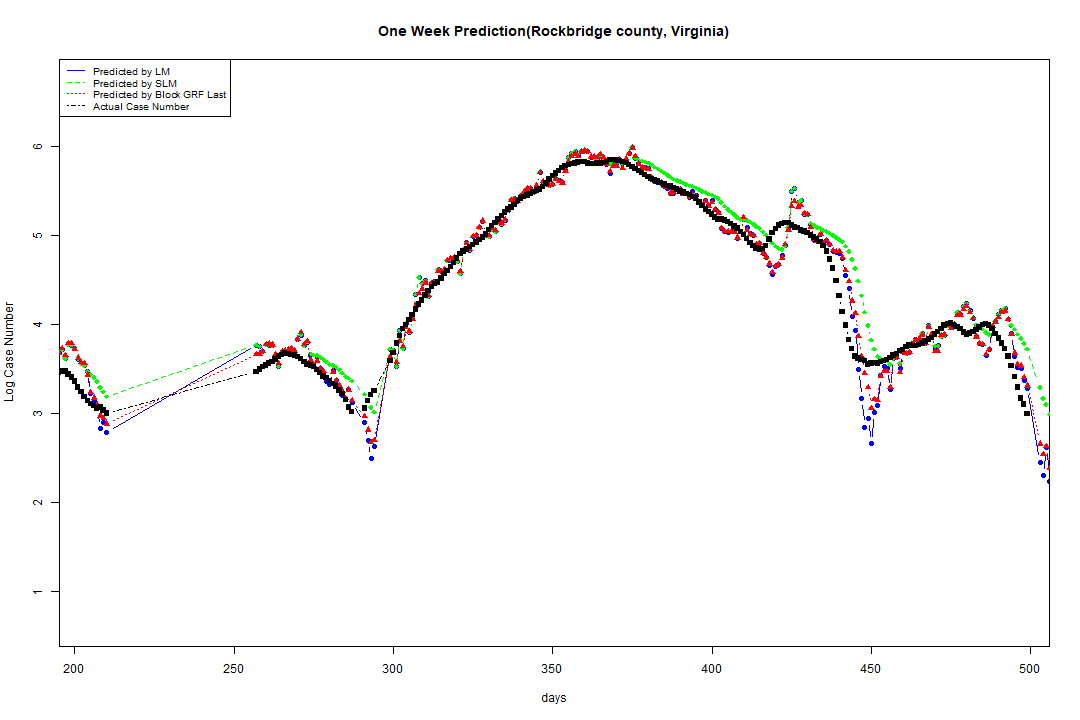 One Week Prediction(Rockbridge county, Virginia)
Predicted by LM
Predicted by SLM
Predicted by Block GRF Last
Actual Case Number
Log Case Number
6
5
4
3
2
1
200 250 300 350 400 450 500
days